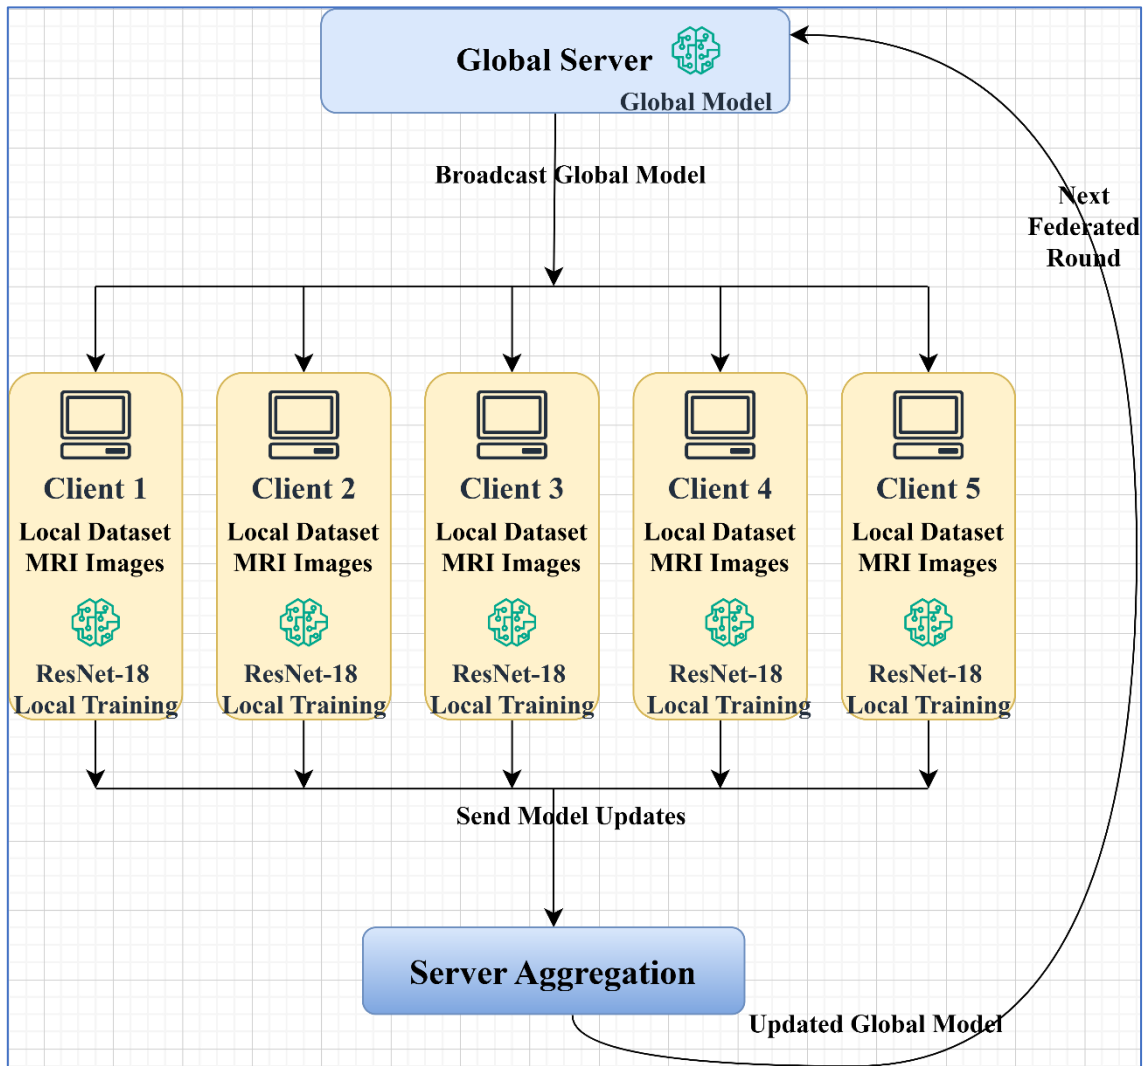 Global Server
Global Model
Broadcast Global Model
Next
Federated
Round
Client 1
Local Dataset
MRI Images
ResNet-18
Local Training
Client 2
Local Dataset
MRI Images
ResNet-18
Local Training
Client 3
Local Dataset
MRI Images
ResNet-18
Local Training
Client 4
Local Dataset
MRI Images
ResNet-18
Local Training
Client 5
Local Dataset
MRI Images
ResNet-18
Local Training
Send Model Updates
Server Aggregation
Updated Global Model